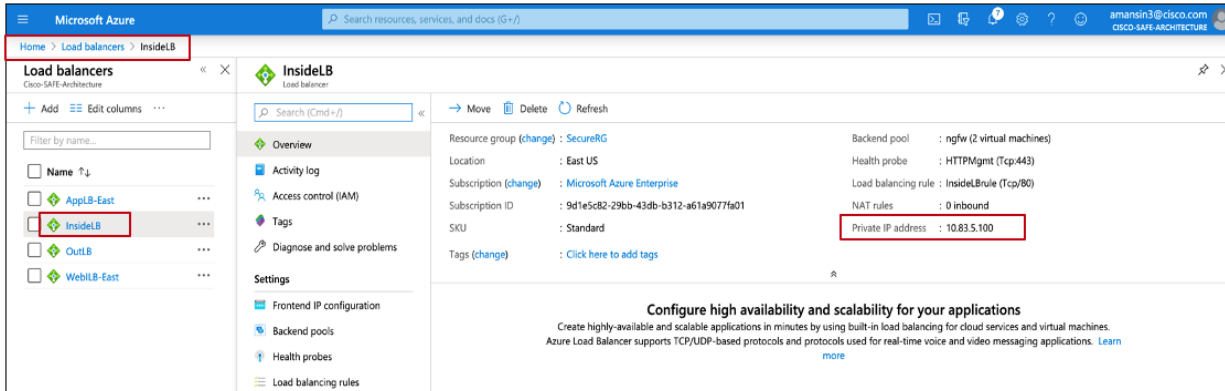 Microsoft Azure
Search resources, services, and docs (G+/)
7
amansin3@cisco.com
CISCO-SAFE-ARCHITECTURE
Home > Load balancers > InsideLB
Load balancers
Cisco-SAFE-Architecture
+ Add Edit columns ...
Filter by name...
Name ↑↓
AppLB-East ...
InsideLB ...
OutLB ...
WebILB-East ...
InsideLB
Load balancer
Search (Cmd+/)
Overview
Activity log
Access control (IAM)
Tags
Diagnose and solve problems
Settings
Frontend IP configuration
Backend pools
Health probes
Load balancing rules
→ Move Delete Refresh
Resource group (change) : SecureRG
Location : East US
Subscription (change) : Microsoft Azure Enterprise
Subscription ID : 9d1e5c82-29bb-43db-b312-a61a9077fa01
SKU : Standard
Tags (change) : Click here to add tags
Backend pool : ngfw (2 virtual machines)
Health probe : HTTPMgmt (Tcp:443)
Load balancing rule : InsideLBrule (Tcp/80)
NAT rules : 0 inbound
Private IP address : 10.83.5.100
Configure high availability and scalability for your applications
Create highly-available and scalable applications in minutes by using built-in load balancing for cloud services and virtual machines.
Azure Load Balancer supports TCP/UDP-based protocols and protocols used for real-time voice and video messaging applications. Learn
more